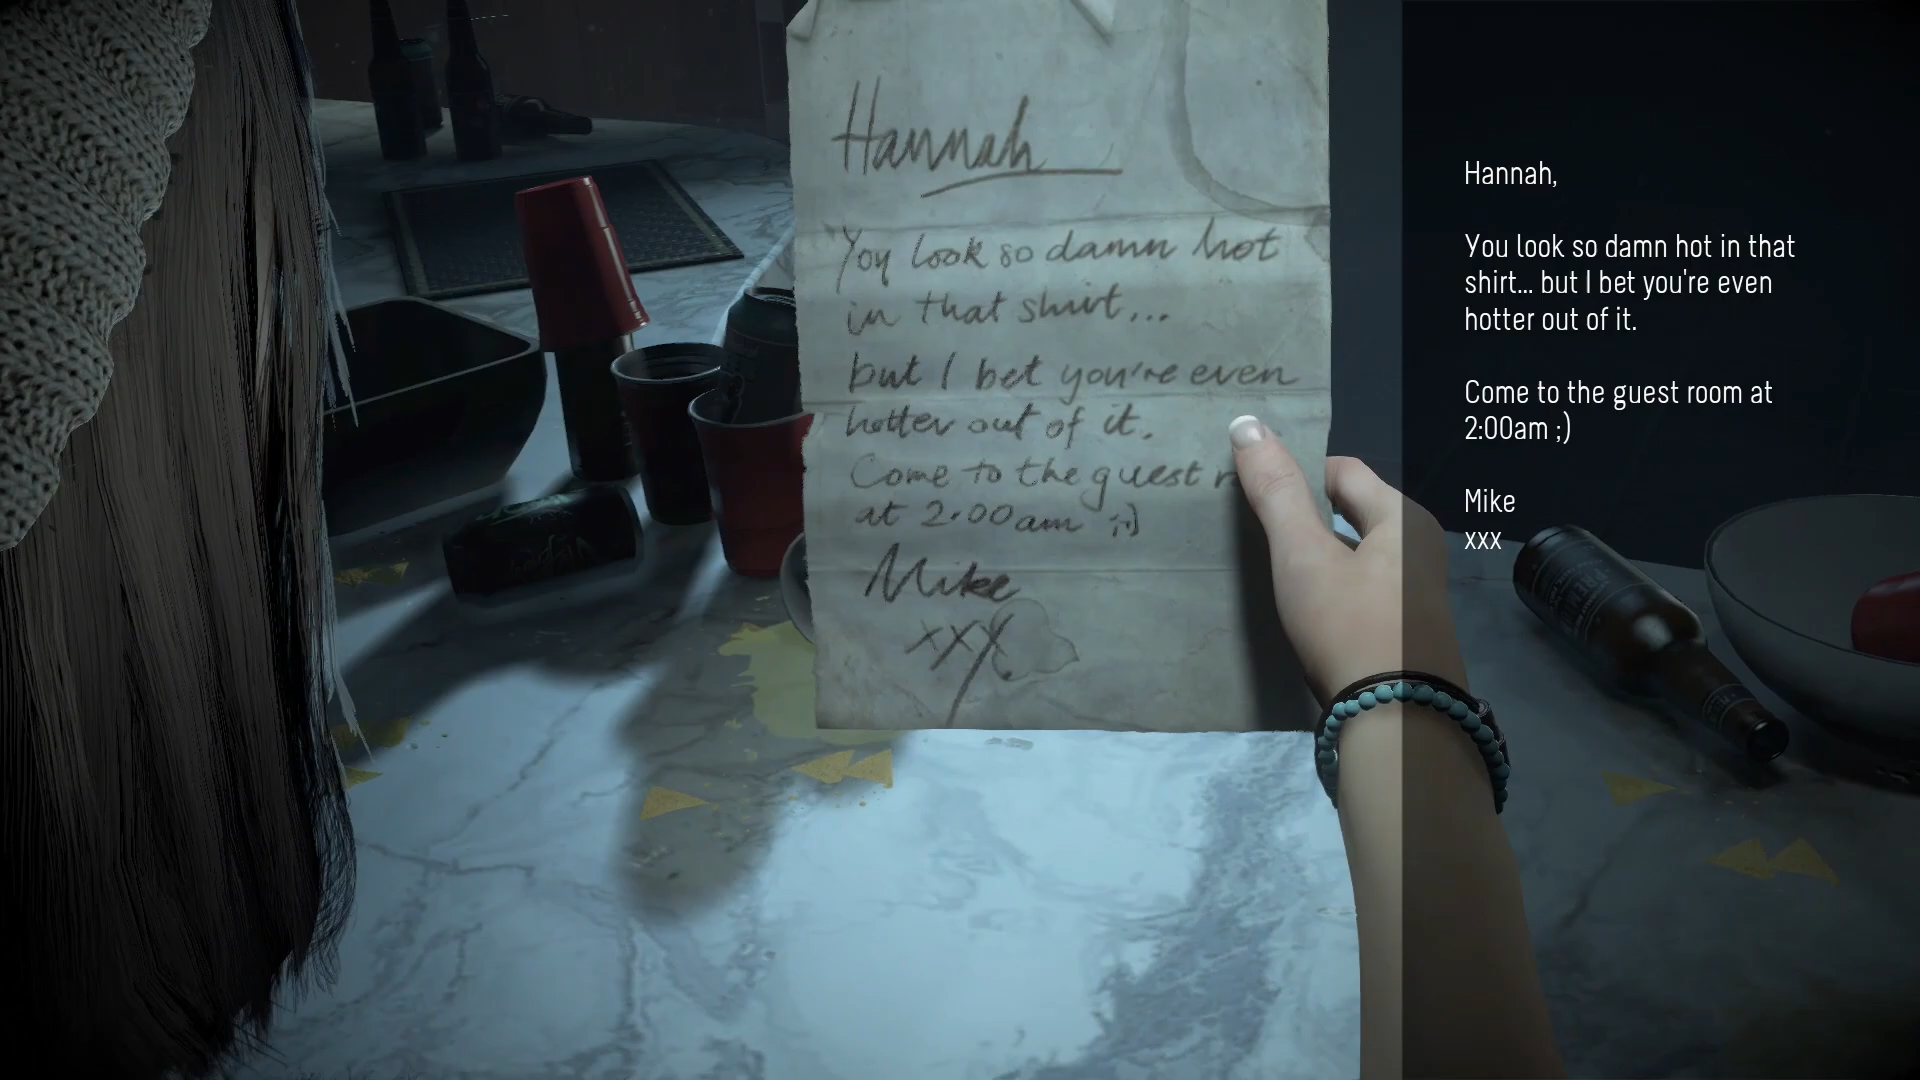 Hannah
You look so damn hot
in that shirt...
but I bet you're even
hotter out of it.
Come to the guest
at 2.00am ;)
Mike
xxx
Hannah,
You look so damn hot in that
shirt... but I bet you're even
hotter out of it.
Come to the guest room at
2:00am ;)
Mike
xxx